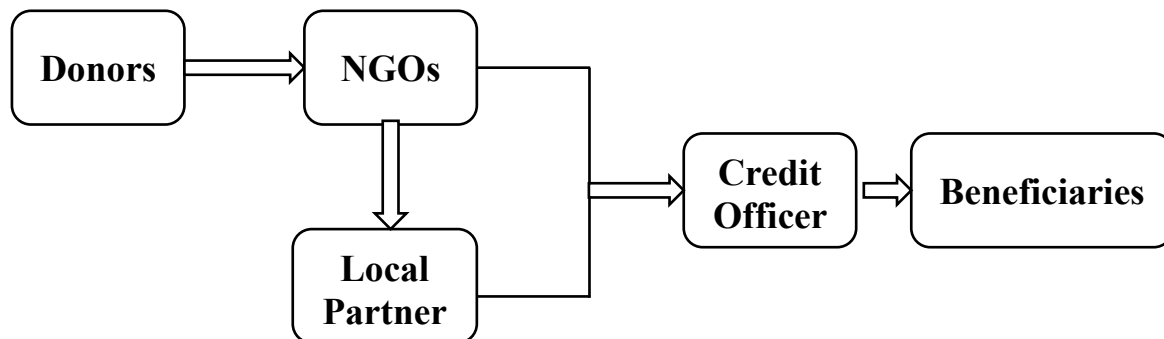 Donors
NGOs
Credit
Officer
Beneficiaries
Local
Partner